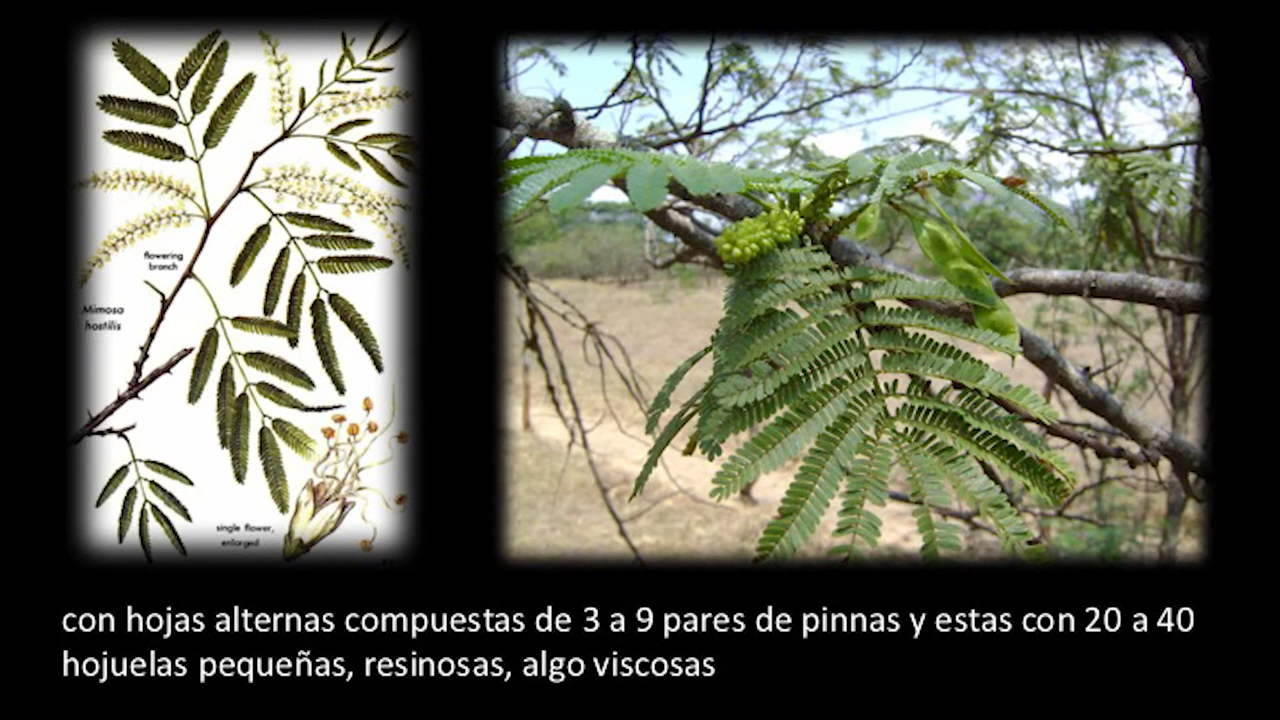 flowering
branch
Mimosa
hostilis
single flower,
enlarged
con hojas alternas compuestas de 3 a 9 pares de pinnas y estas con 20 a 40
hojuelas pequeñas, resinosas, algo viscosas